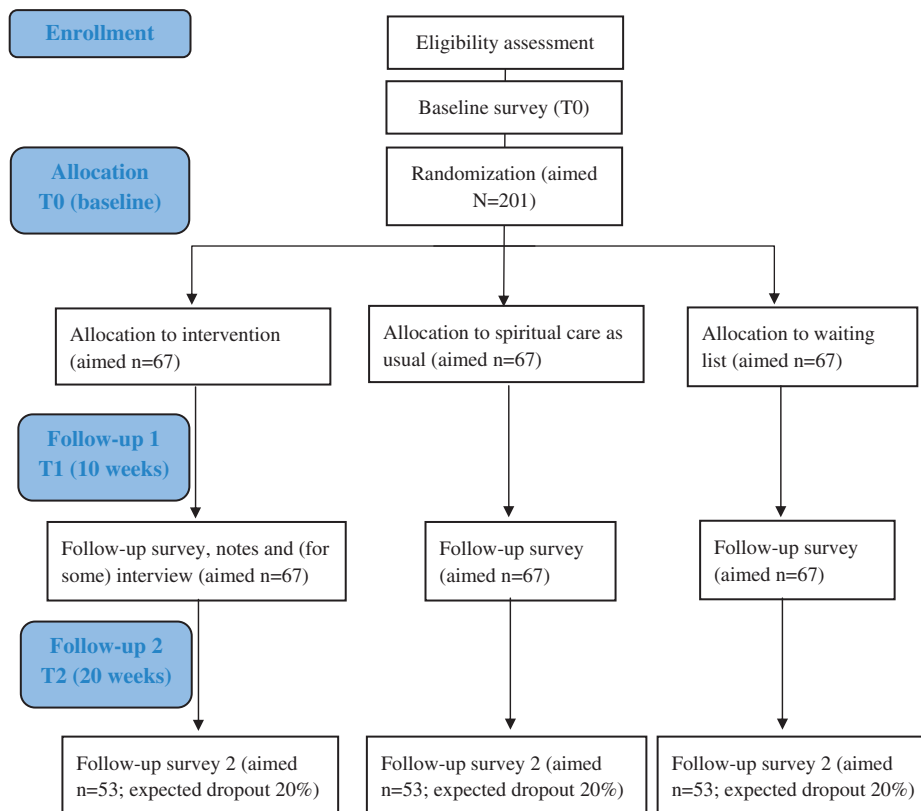 Enrollment
Eligibility assessment
Baseline survey (T0)
Allocation
T0 (baseline)
Randomization (aimed
N=201)
Allocation to intervention
(aimed n=67)
Allocation to spiritual care as
usual (aimed n=67)
Allocation to waiting
list (aimed n=67)
Follow-up 1
T1 (10 weeks)
Follow-up survey, notes and (for
some) interview (aimed n=67)
Follow-up survey
(aimed n=67)
Follow-up survey
(aimed n=67)
Follow-up 2
T2 (20 weeks)
Follow-up survey 2 (aimed
n=53; expected dropout 20%)
Follow-up survey 2 (aimed
n=53; expected dropout 20%)
Follow-up survey 2 (aimed
n=53; expected dropout 20%)